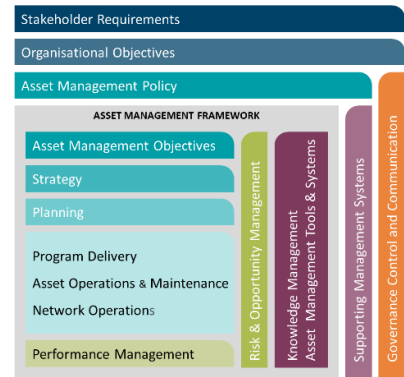 Stakeholder Requirements
Organisational Objectives
Asset Management Policy
ASSET MANAGEMENT FRAMEWORK
Asset Management Objectives
Strategy
Planning
Program Delivery
Asset Operations & Maintenance
Network Operations
Performance Management
Risk & Opportunity Management
Knowledge Management
Asset Management Tools & Systems
Supporting Management Systems
Governance Control and Communication